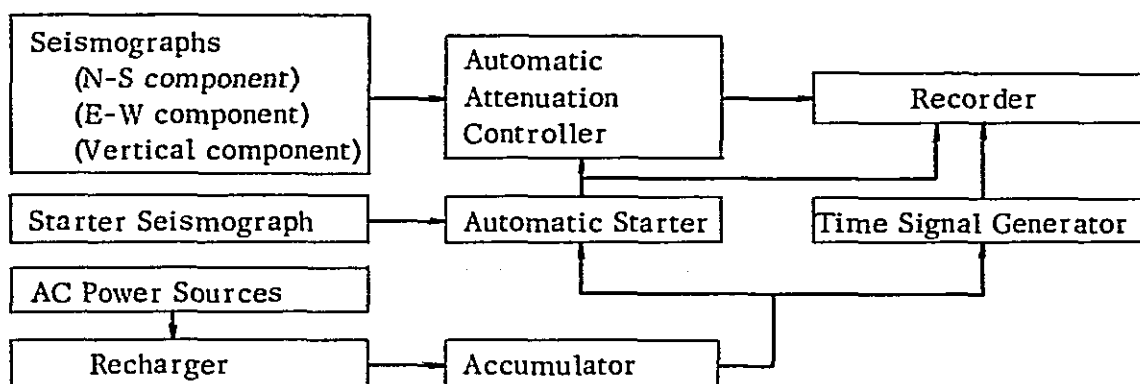 Seismographs
(N-S component)
(E-W component)
(Vertical component)
Automatic
Attenuation
Controller
Recorder
Starter Seismograph
Automatic Starter
Time Signal Generator
AC Power Sources
Recharger
Accumulator